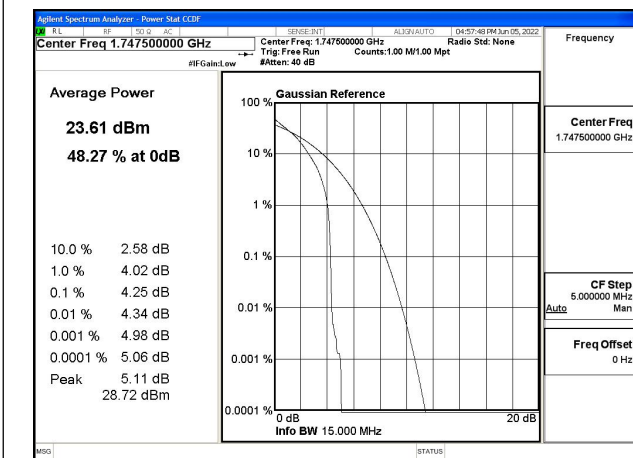 Agilent Spectrum Analyzer - Power Stat CCDF
LXI RL RF 50 Ω AC SENSE:INT ALIGN AUTO 04:57:48 PM Jun 05, 2022
Center Freq 1.747500000 GHz
Center Freq: 1.747500000 GHz Radio Std: None
Trig: Free Run Counts:1.00 M/1.00 Mpt
#IFGain:Low #Atten: 40 dB
Frequency
Average Power
23.61 dBm
48.27 % at 0dB
10.0 % 2.58 dB
1.0 % 4.02 dB
0.1 % 4.25 dB
0.01 % 4.34 dB
0.001 % 4.98 dB
0.0001 % 5.06 dB
Peak 5.11 dB
28.72 dBm
Gaussian Reference
100 %
10 %
1 %
0.1 %
0.01 %
0.001 %
0.0001 %
0 dB 20 dB
Info BW 15.000 MHz
Center Freq
1.747500000 GHz
CF Step
5.000000 MHz
Auto Man
Freq Offset
0 Hz
MSG STATUS